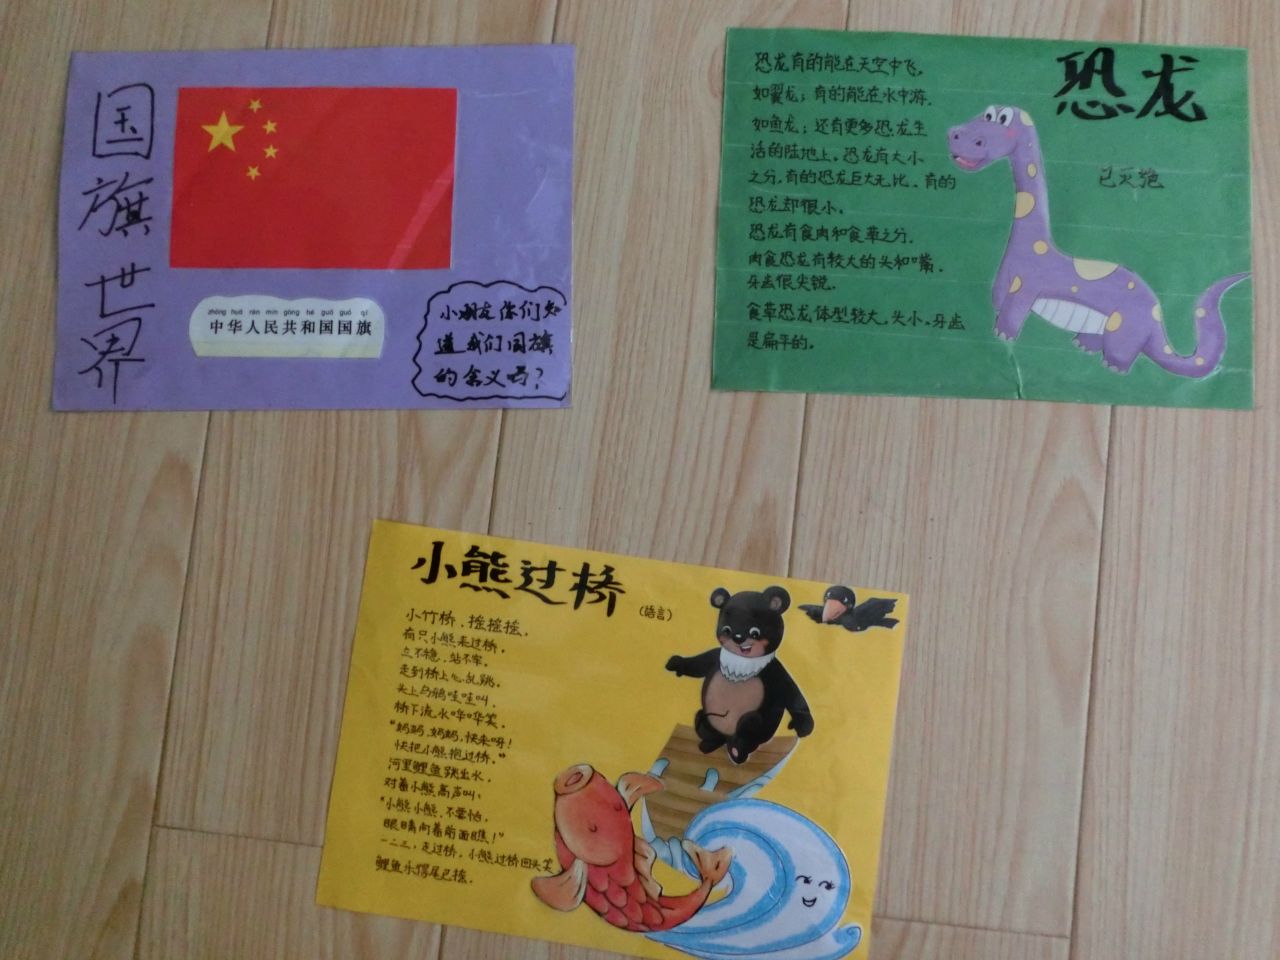 国旗世界
zhōng huá rén mín gòng hé guó guó qí
中华人民共和国国旗
小朋友你们知
道我们国旗
的含义吗?
恐龙
已灭绝
恐龙有的能在天空中飞,
如翼龙;有的能在水中游.
如鱼龙;还有更多恐龙生
活的陆地上。恐龙有大小
之分,有的恐龙巨大无比,有的
恐龙却很小。
恐龙有食肉和食草之分.
肉食恐龙有较大的头和嘴.
牙齿很尖锐.
食草恐龙体型较大,头小。牙齿
是扁平的。
小熊过桥
(语言)
小竹桥,摇摇摇,
有只小熊来过桥。
立不稳,站不牢。
走到桥上心乱跳。
头上乌鸦哇哇叫,
桥下流水哗哗笑。
“妈妈,妈妈,快来呀!
快把小熊抱过桥。”
河里鲤鱼跳出水,
对着小熊高声叫:
“小熊小熊,不要怕,
眼睛向着前面瞧!”
一二三,走过桥,小熊过桥回头笑
鲤鱼乐得尾巴摇。